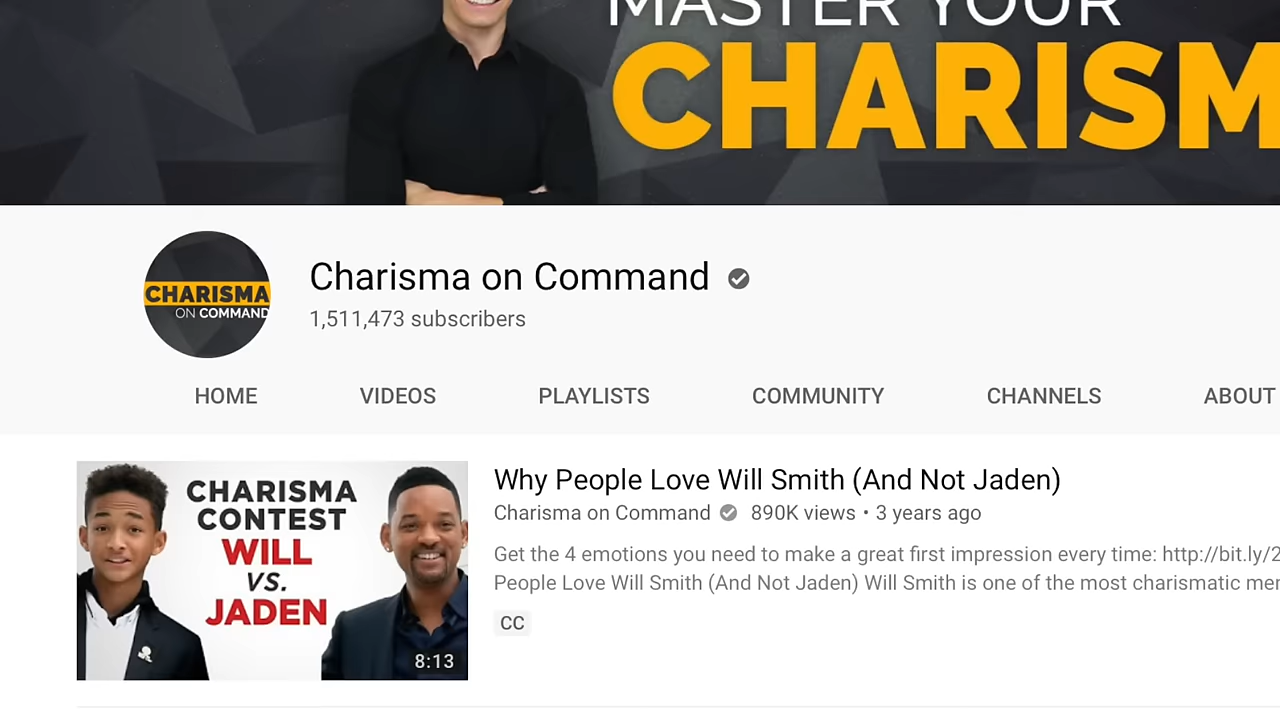 MASTER YOUR
CHARISM
CHARISMA
ON COMMAND
Charisma on Command
1,511,473 subscribers
HOME VIDEOS PLAYLISTS COMMUNITY CHANNELS ABOUT
CHARISMA
CONTEST
WILL
VS.
JADEN
8:13
Why People Love Will Smith (And Not Jaden)
Charisma on Command 890K views • 3 years ago
Get the 4 emotions you need to make a great first impression every time: http://bit.ly/2
People Love Will Smith (And Not Jaden) Will Smith is one of the most charismatic mer
CC